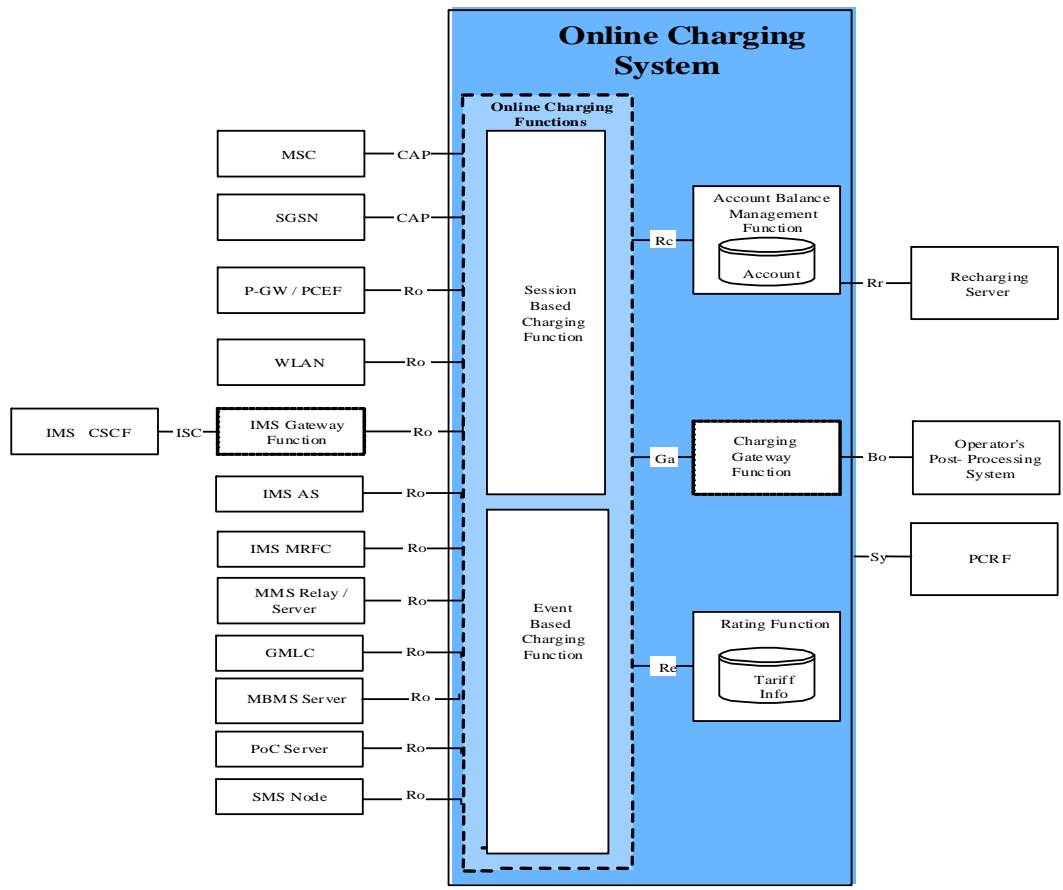 Online Charging
System
Online Charging
Functions
MSC
CAP
SGSN
CAP
P-GW / PCEF
Ro
WLAN
Ro
IMS CSCF
ISC
IMS Gateway
Function
Ro
IMS AS
Ro
IMS MRFC
Ro
MMS Relay /
Server
Ro
GMLC
Ro
MBMS Server
Ro
PoC Server
Ro
SMS Node
Ro
Session
Based
Charging
Function
Event
Based
Charging
Function
Rc
Account Balance
Management
Function
Account
Rr
Recharging
Server
Ga
Charging
Gateway
Function
Bo
Operator's
Post- Processing
System
Sy
PCRF
Re
Rating Function
Tariff
Info